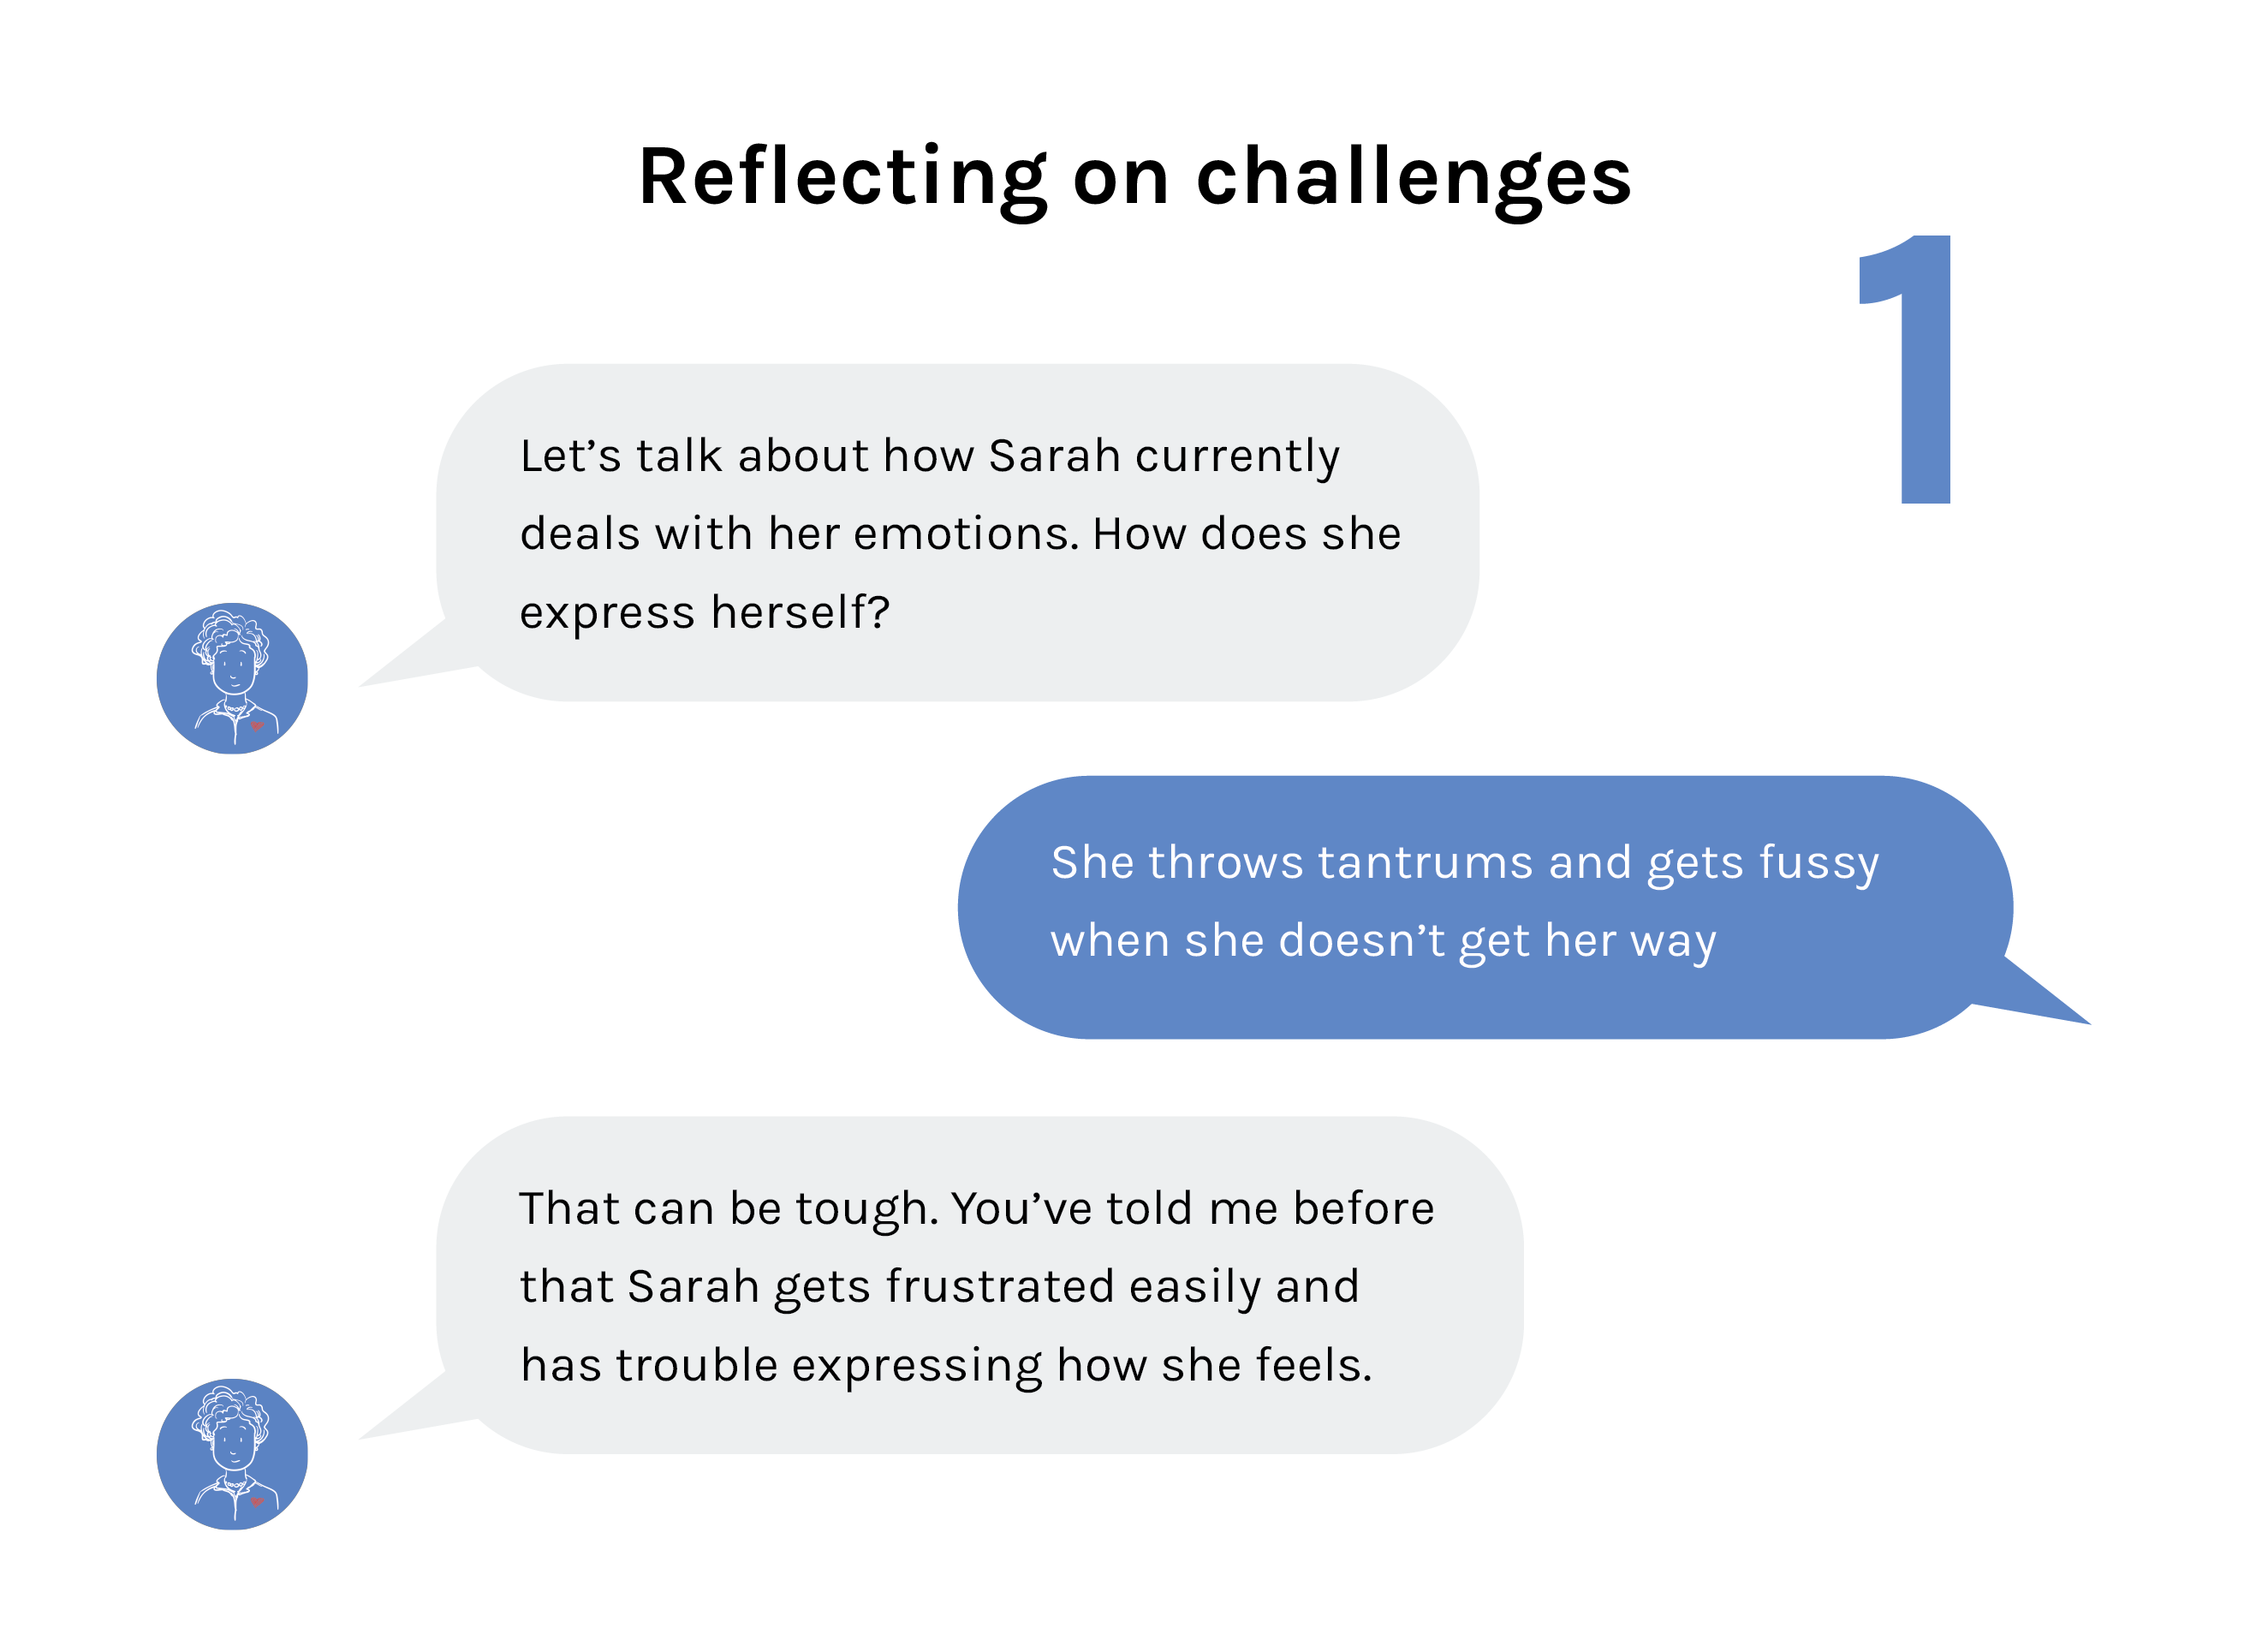 Reflecting on challenges
1
Let’s talk about how Sarah currently
deals with her emotions. How does she
express herself?
She throws tantrums and gets fussy
when she doesn’t get her way
That can be tough. You’ve told me before
that Sarah gets frustrated easily and
has trouble expressing how she feels.